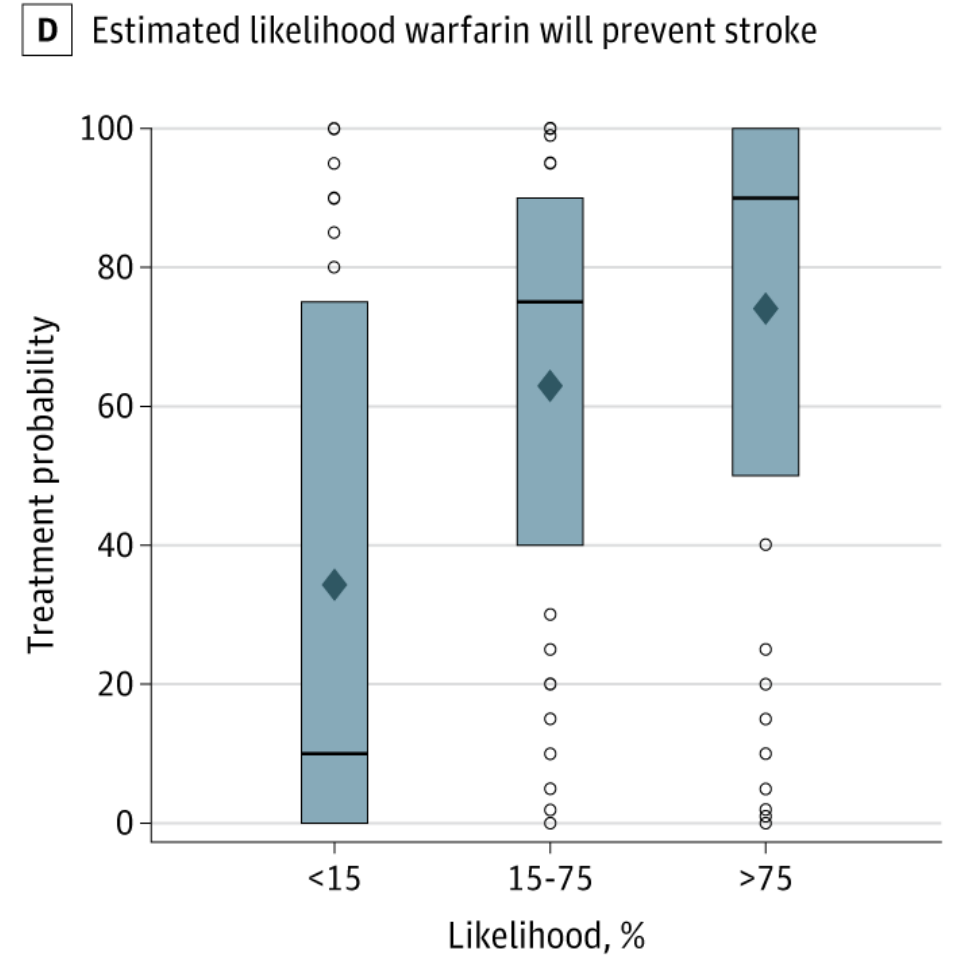 D Estimated likelihood warfarin will prevent stroke
100
80
60
40
20
0
Treatment probability
<15 15-75 >75
Likelihood, %